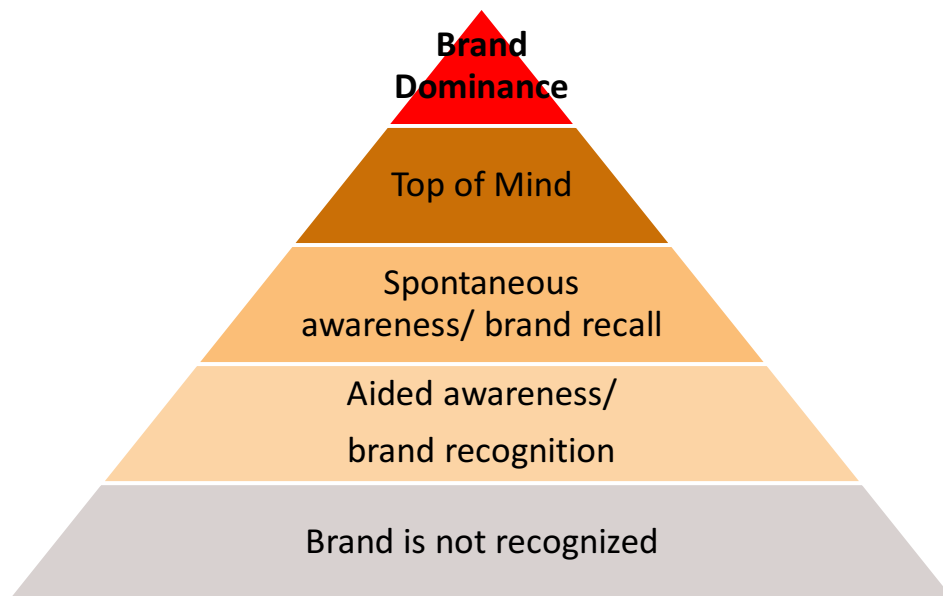 Brand
Dominance
Top of Mind
Spontaneous
awareness/ brand recall
Aided awareness/
brand recognition
Brand is not recognized